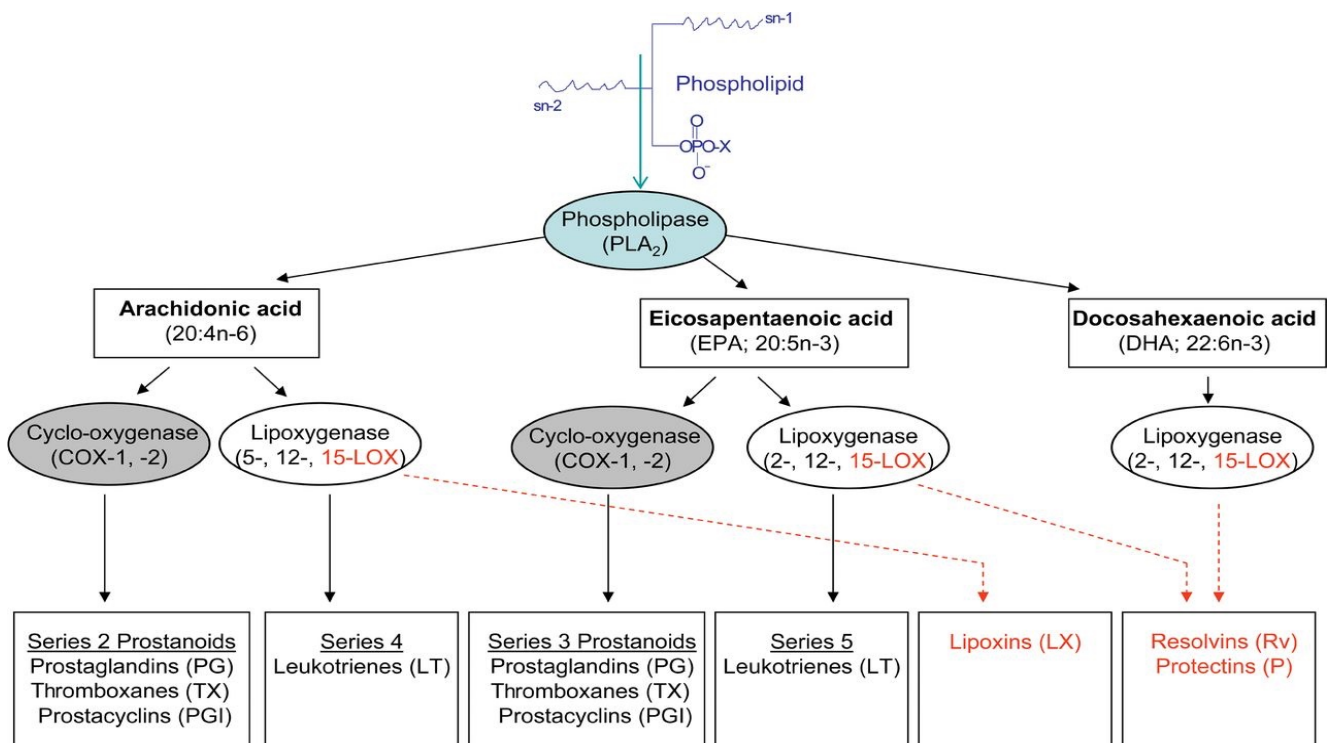 sn-1
Phospholipid
sn-2
O
OPO-X
O⁻
Phospholipase
(PLA₂)
Arachidonic acid
(20:4n-6)
Eicosapentaenoic acid
(EPA; 20:5n-3)
Docosahexaenoic acid
(DHA; 22:6n-3)
Cyclo-oxygenase
(COX-1, -2)
Lipoxygenase
(5-, 12-, 15-LOX)
Cyclo-oxygenase
(COX-1, -2)
Lipoxygenase
(2-, 12-, 15-LOX)
Lipoxygenase
(2-, 12-, 15-LOX)
Series 2 Prostanoids
Prostaglandins (PG)
Thromboxanes (TX)
Prostacyclins (PGI)
Series 4
Leukotrienes (LT)
Series 3 Prostanoids
Prostaglandins (PG)
Thromboxanes (TX)
Prostacyclins (PGI)
Series 5
Leukotrienes (LT)
Lipoxins (LX)
Resolvins (Rv)
Protectins (P)